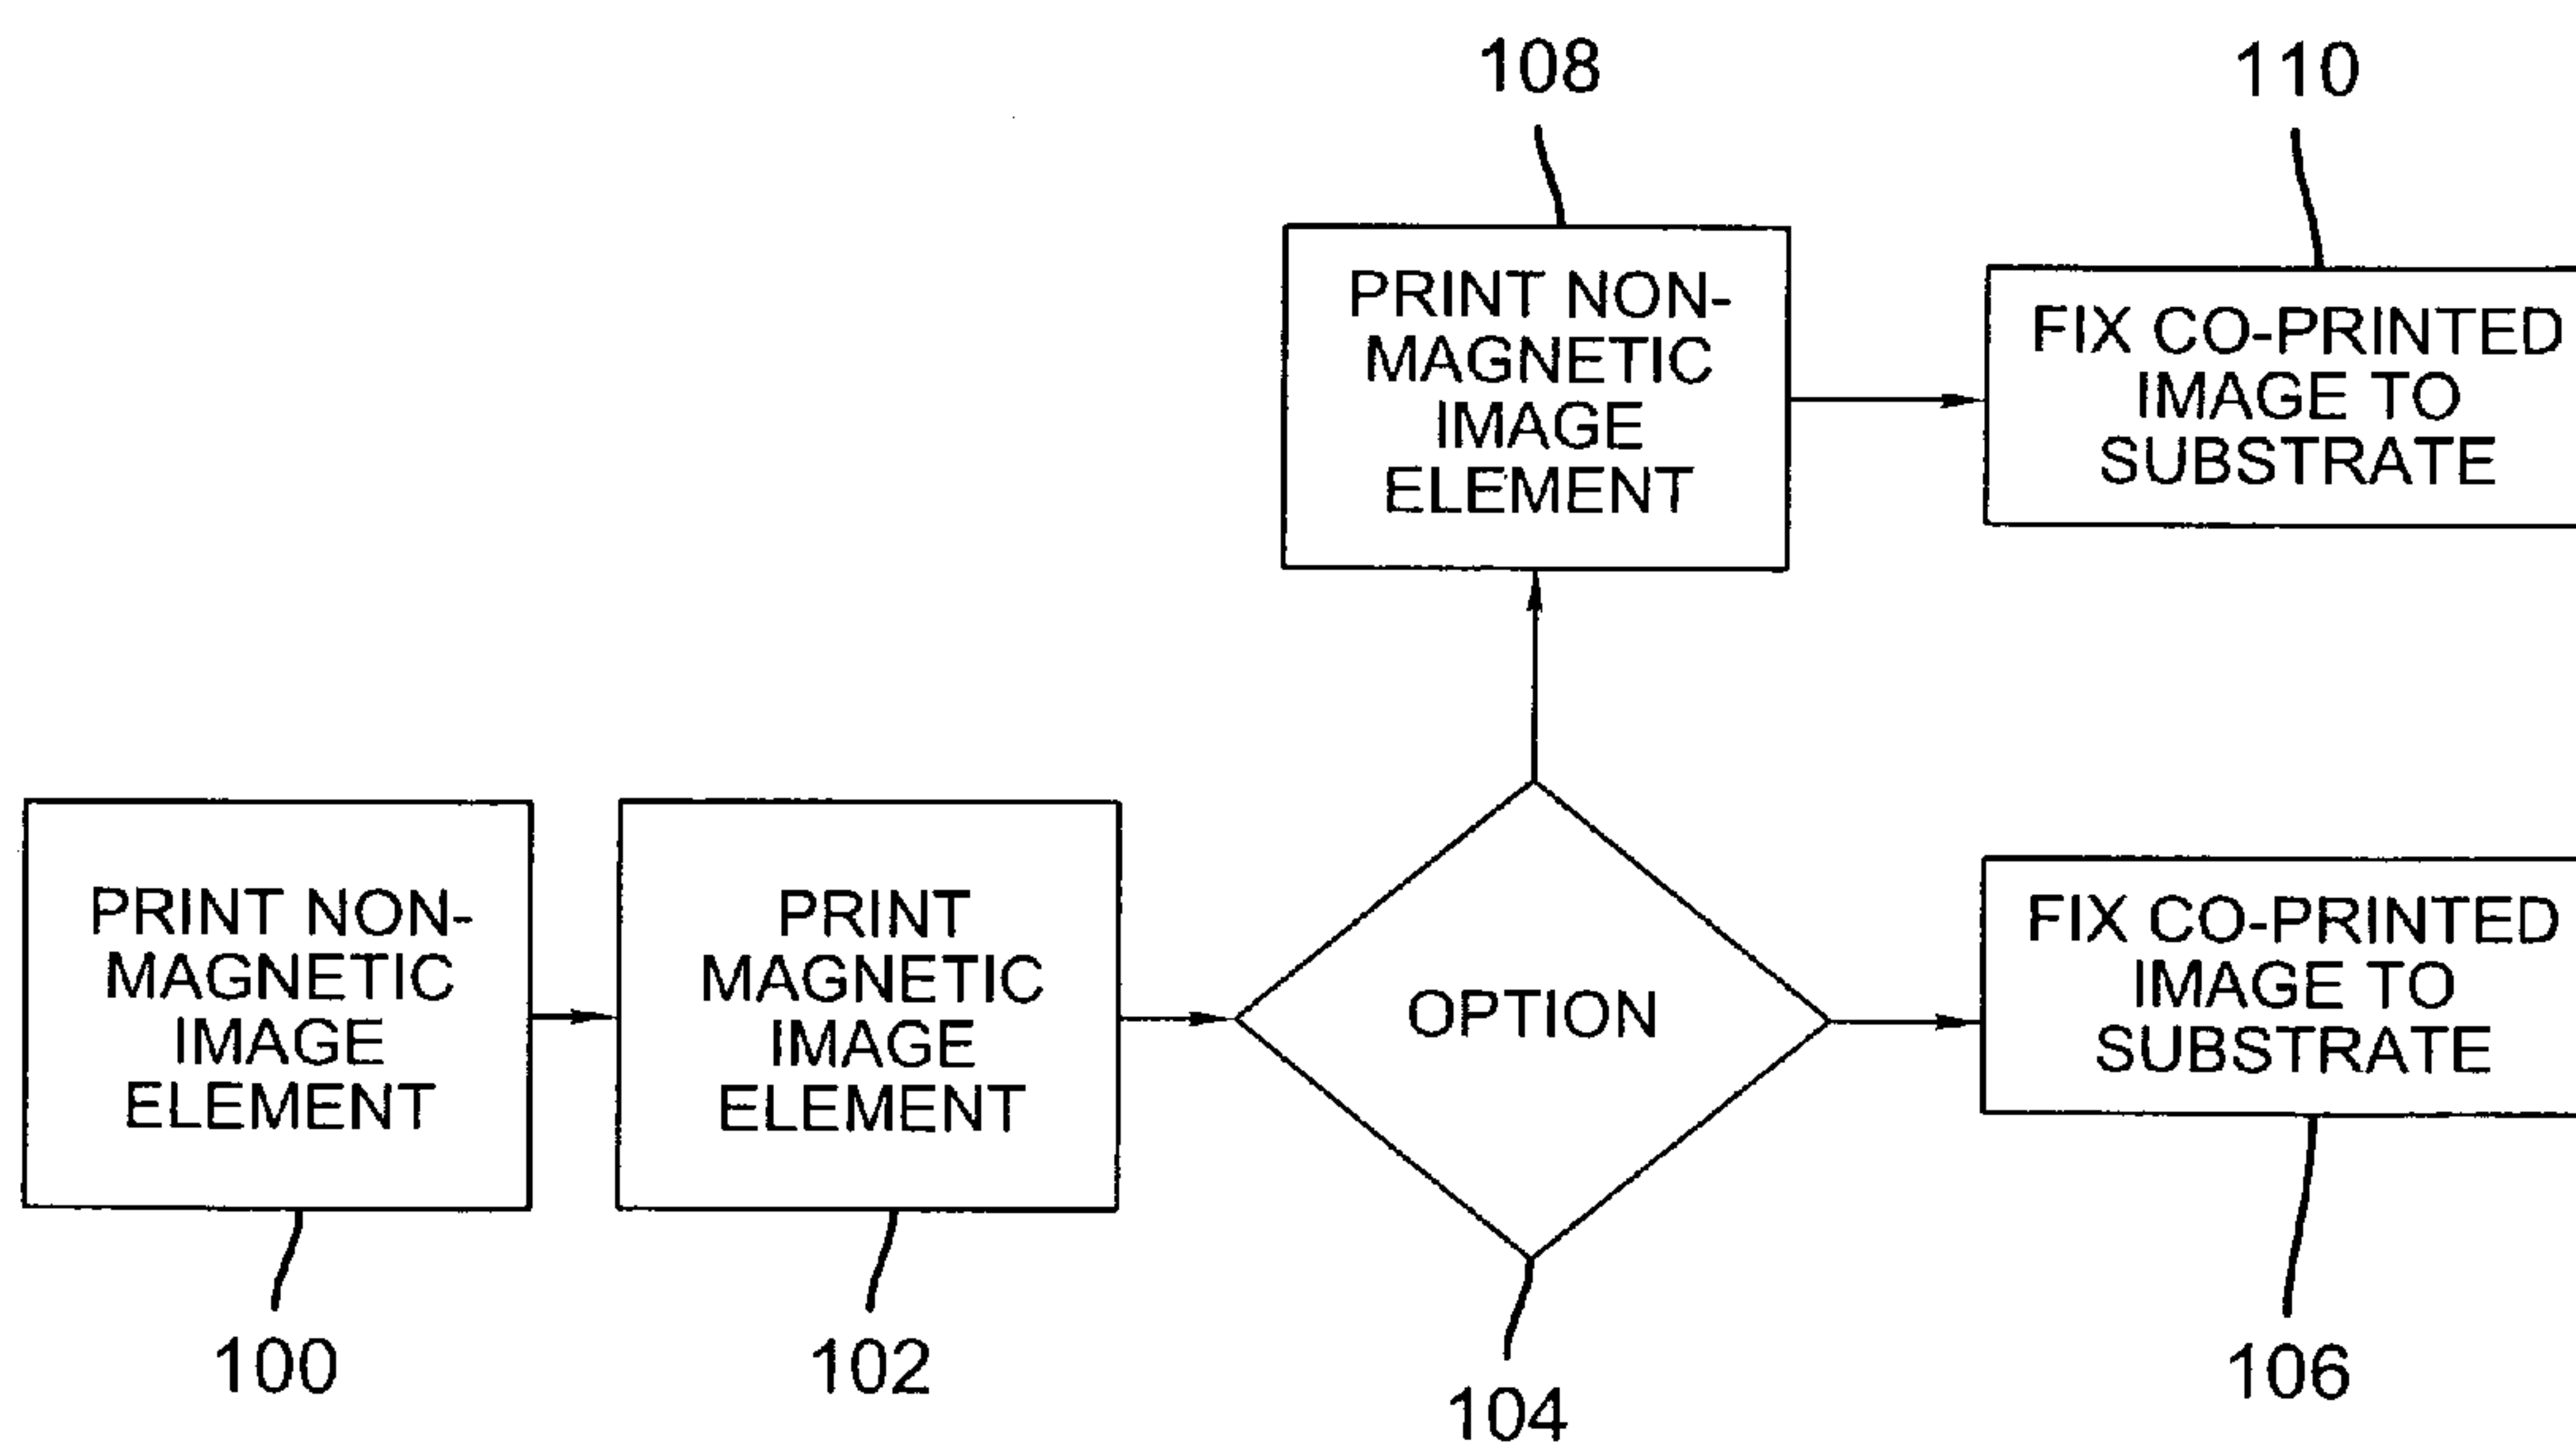 108
110
PRINT NON-
MAGNETIC
IMAGE
ELEMENT
FIX CO-PRINTED
IMAGE TO
SUBSTRATE
PRINT NON-
MAGNETIC
IMAGE
ELEMENT
PRINT
MAGNETIC
IMAGE
ELEMENT
OPTION
FIX CO-PRINTED
IMAGE TO
SUBSTRATE
100
102
104
106